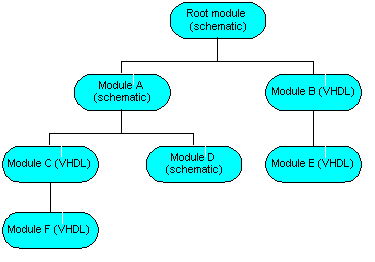 Root module
(schematic)
Module A
(schematic)
Module B (VHDL)
Module C (VHDL)
Module D
(schematic)
Module E (VHDL)
Module F (VHDL)